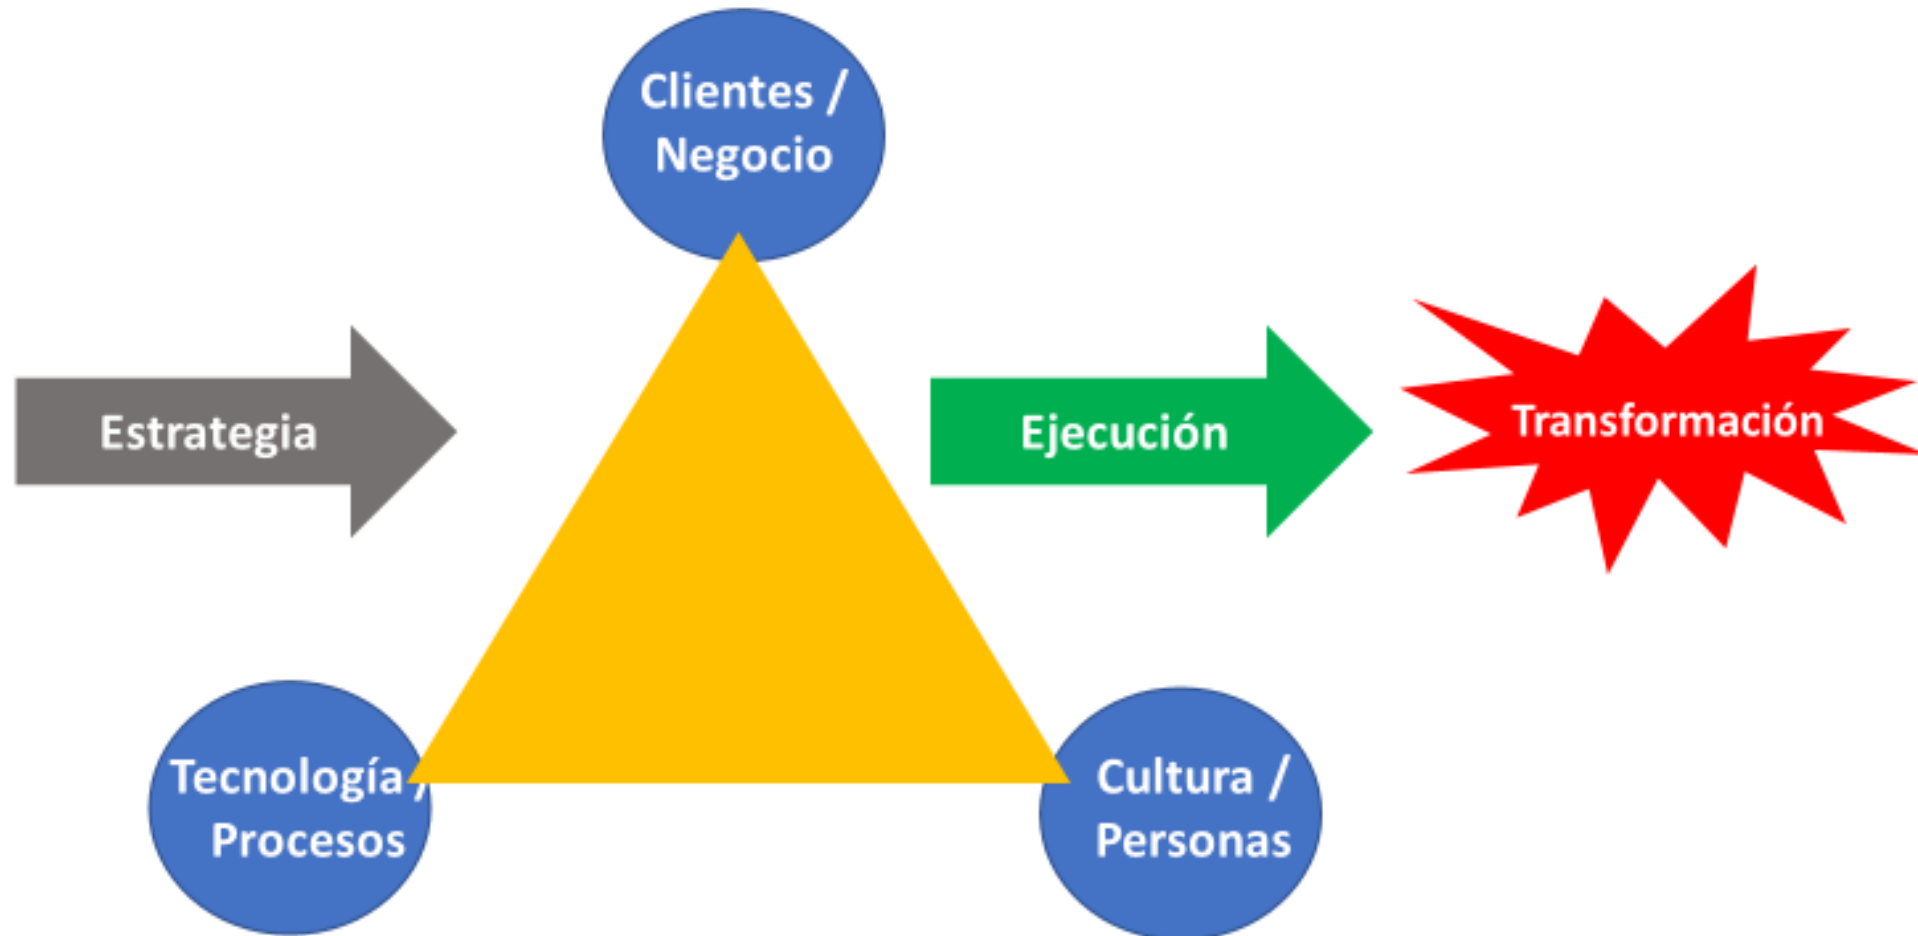 Clientes /
Negocio
Estrategia
Ejecución
Transformación
Tecnología /
Procesos
Cultura /
Personas